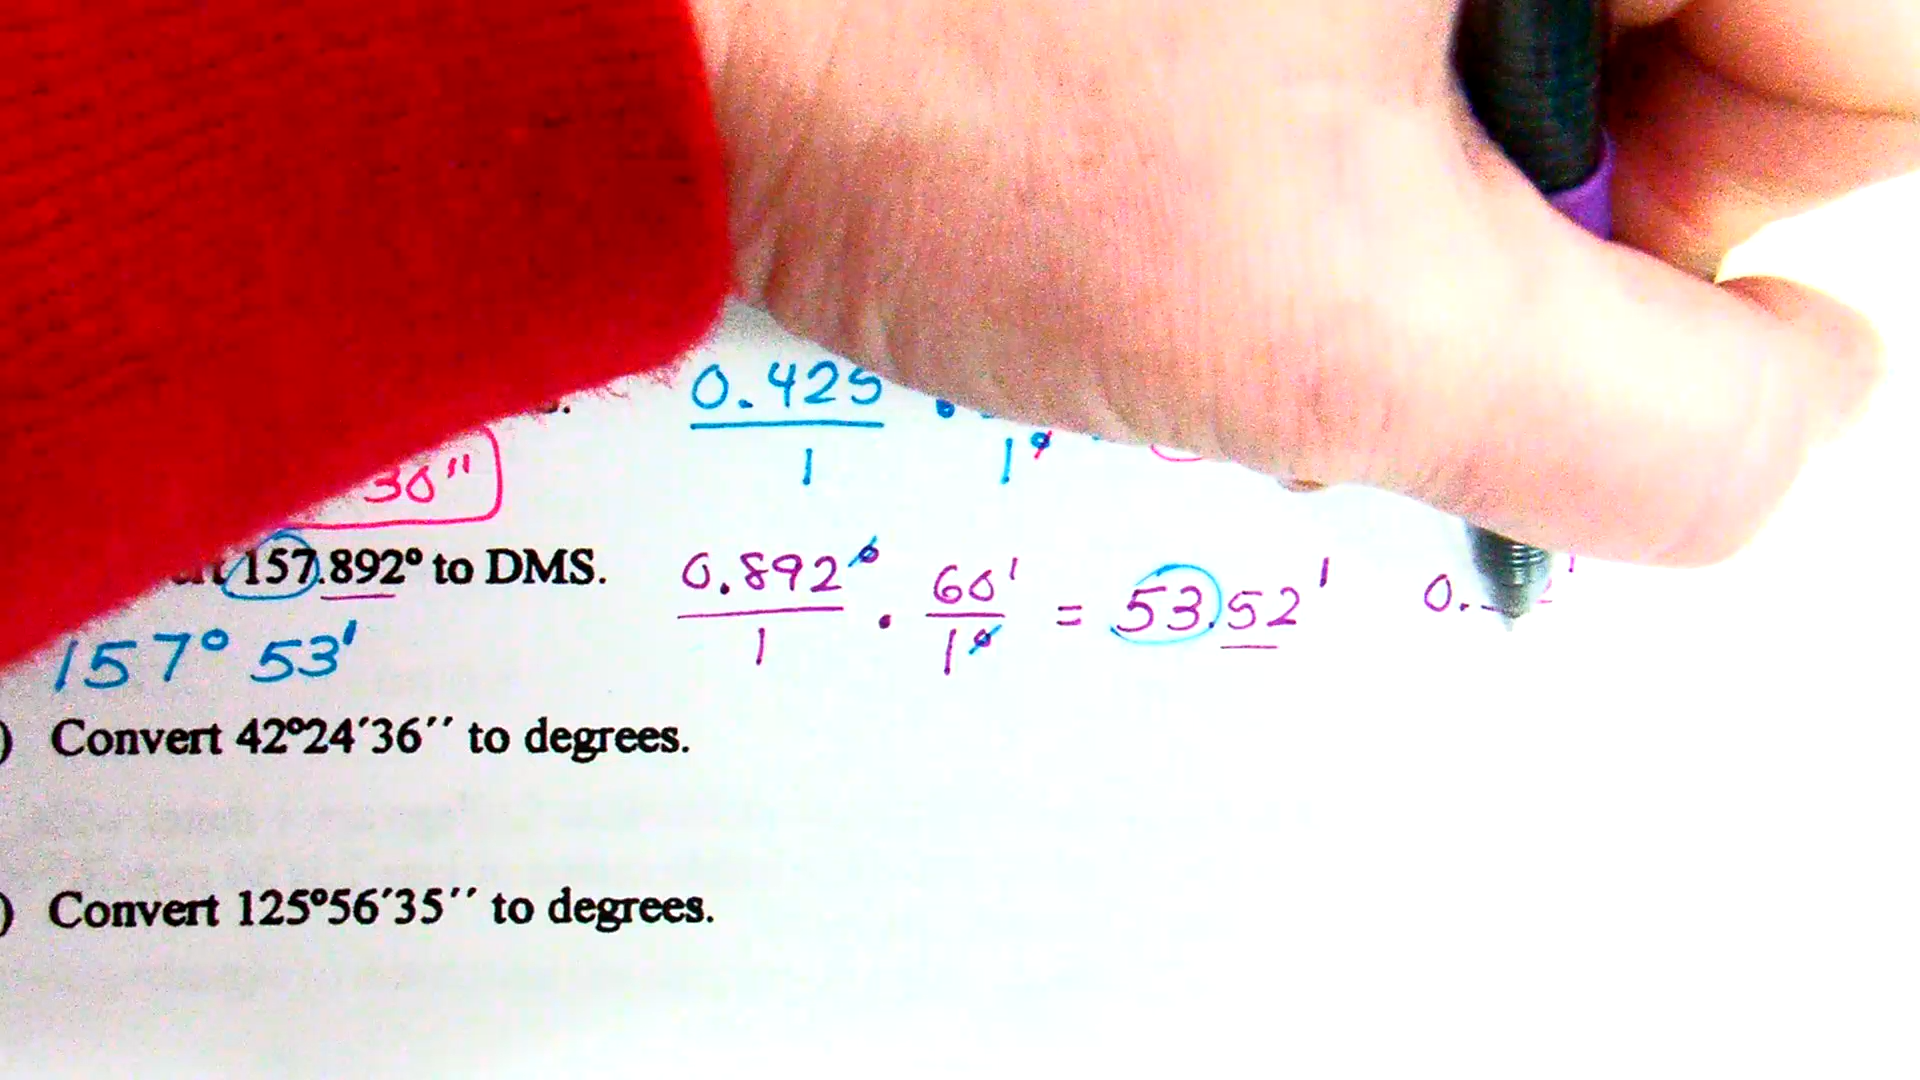 0.425
1 1°
30"
157.892° to DMS.
0.892° · 60' = 53.52' 0.
1 1°
157° 53'
) Convert 42°24′36′′ to degrees.
) Convert 125°56′35′′ to degrees.